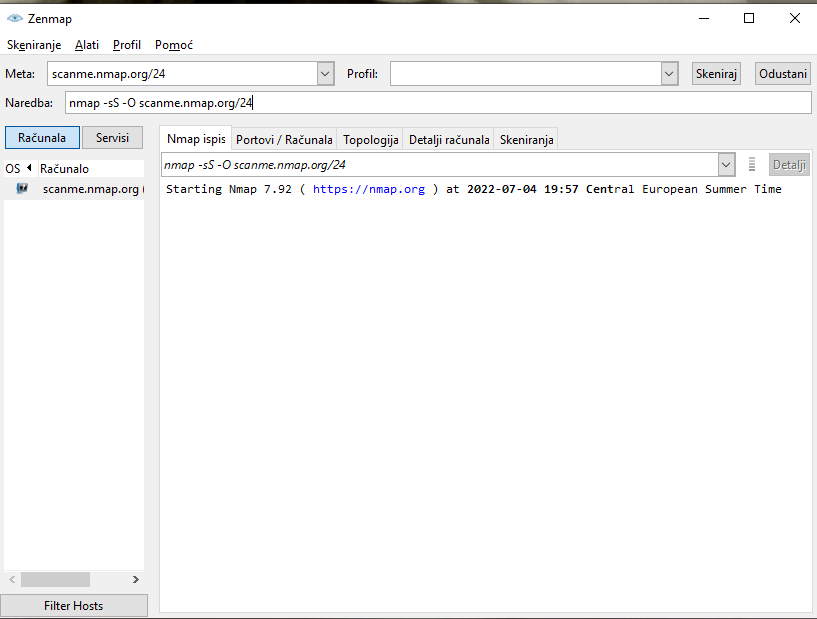 Zenmap
Skeniranje Alati Profil Pomoć
Meta: scanme.nmap.org/24 Profil: Skeniraj Odustani
Naredba: nmap -sS -O scanme.nmap.org/24
Računala Servisi Nmap ispis Portovi / Računala Topologija Detalji računala Skeniranja
nmap -sS -O scanme.nmap.org/24 Detalji
OS Računalo
scanme.nmap.org (
Starting Nmap 7.92 ( https://nmap.org ) at 2022-07-04 19:57 Central European Summer Time
Filter Hosts